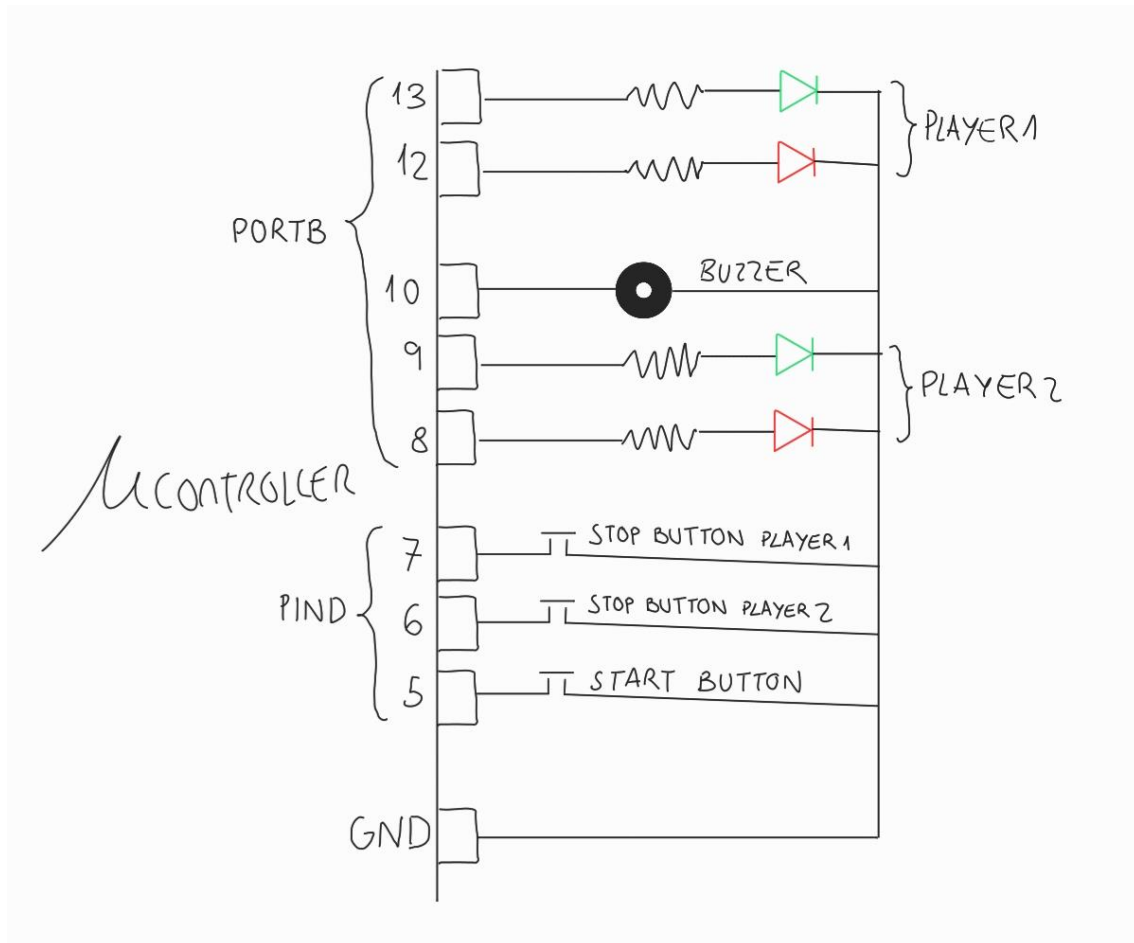 13
PLAYER1
12
PORTB
BUZZER
10
9
PLAYER2
8
μCONTROLLER
7
STOP BUTTON PLAYER1
PIND
6
STOP BUTTON PLAYER2
5
START BUTTON
GND